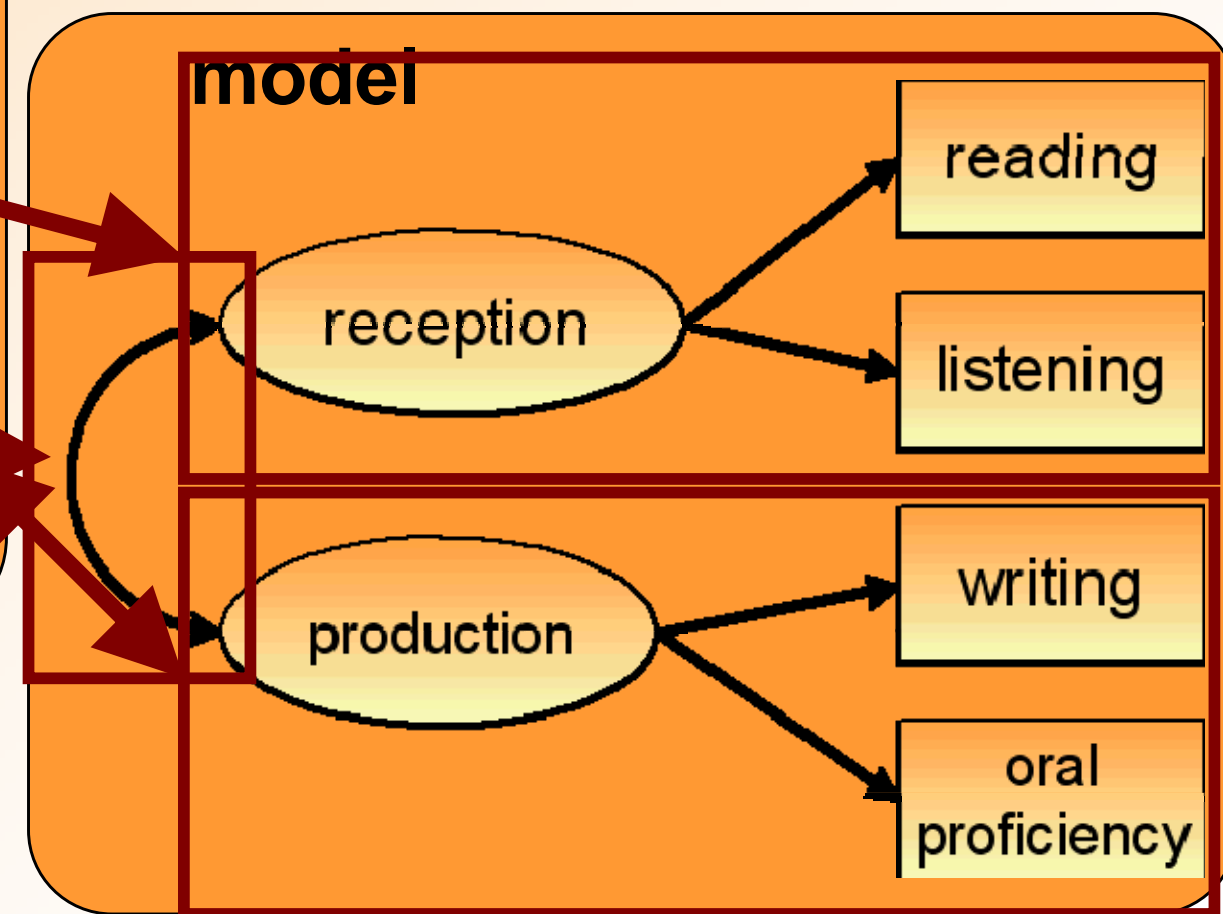 model
reading
reception
listening
writing
production
oral
proficiency